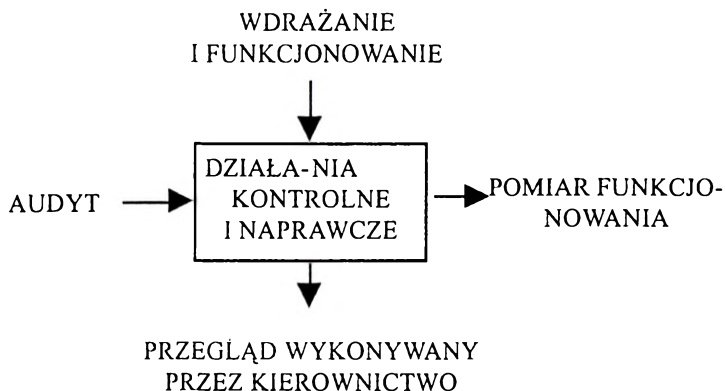 WDRAŻANIE
I FUNKCJONOWANIE
DZIAŁA-NIA
KONTROLNE
I NAPRAWCZE
AUDYT
POMIAR FUNKCJO-
NOWANIA
PRZEGLĄD WYKONYWANY
PRZEZ KIEROWNICTWO